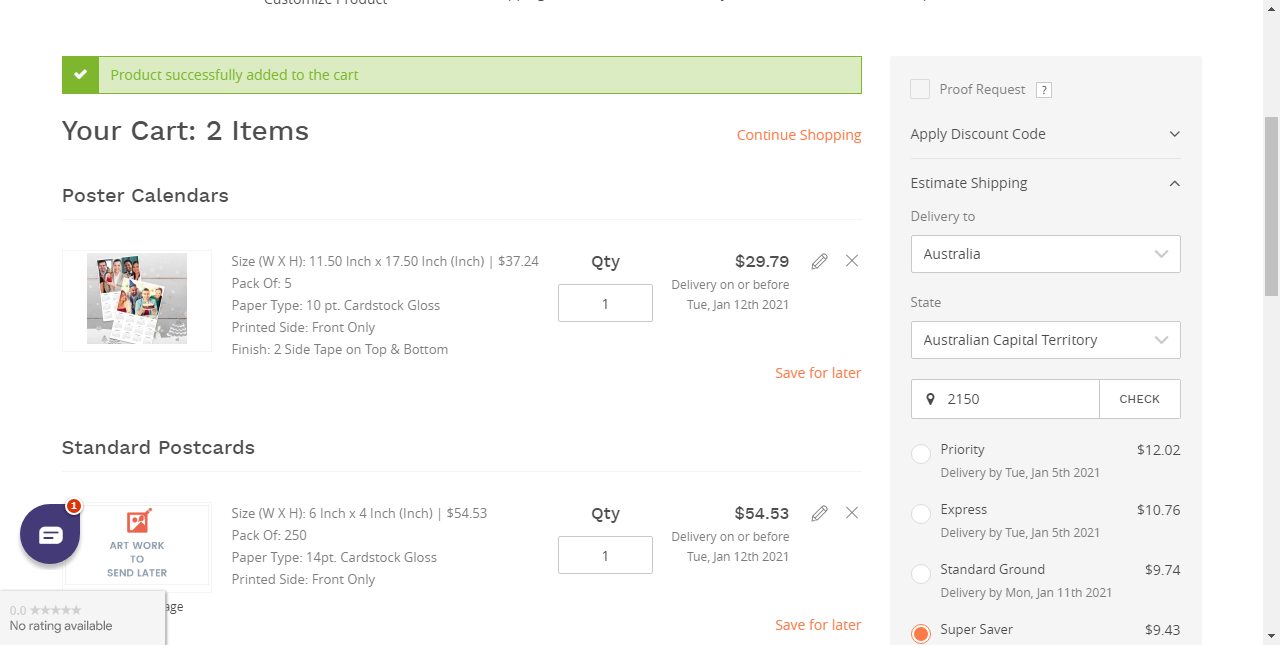 Customize Product
Product successfully added to the cart
Your Cart: 2 Items
Continue Shopping
Poster Calendars
Size (W X H): 11.50 Inch x 17.50 Inch (Inch) | $37.24
Pack Of: 5
Paper Type: 10 pt. Cardstock Gloss
Printed Side: Front Only
Finish: 2 Side Tape on Top & Bottom
Qty
1
$29.79
Delivery on or before
Tue, Jan 12th 2021
Save for later
Standard Postcards
ART WORK
TO
SEND LATER
Size (W X H): 6 Inch x 4 Inch (Inch) | $54.53
Pack Of: 250
Paper Type: 14pt. Cardstock Gloss
Printed Side: Front Only
Qty
1
$54.53
Delivery on or before
Tue, Jan 12th 2021
Save for later
1
0.0
No rating available
Proof Request ?
Apply Discount Code
Estimate Shipping
Delivery to
Australia
State
Australian Capital Territory
2150 CHECK
Priority $12.02
Delivery by Tue, Jan 5th 2021
Express $10.76
Delivery by Tue, Jan 5th 2021
Standard Ground $9.74
Delivery by Mon, Jan 11th 2021
Super Saver $9.43